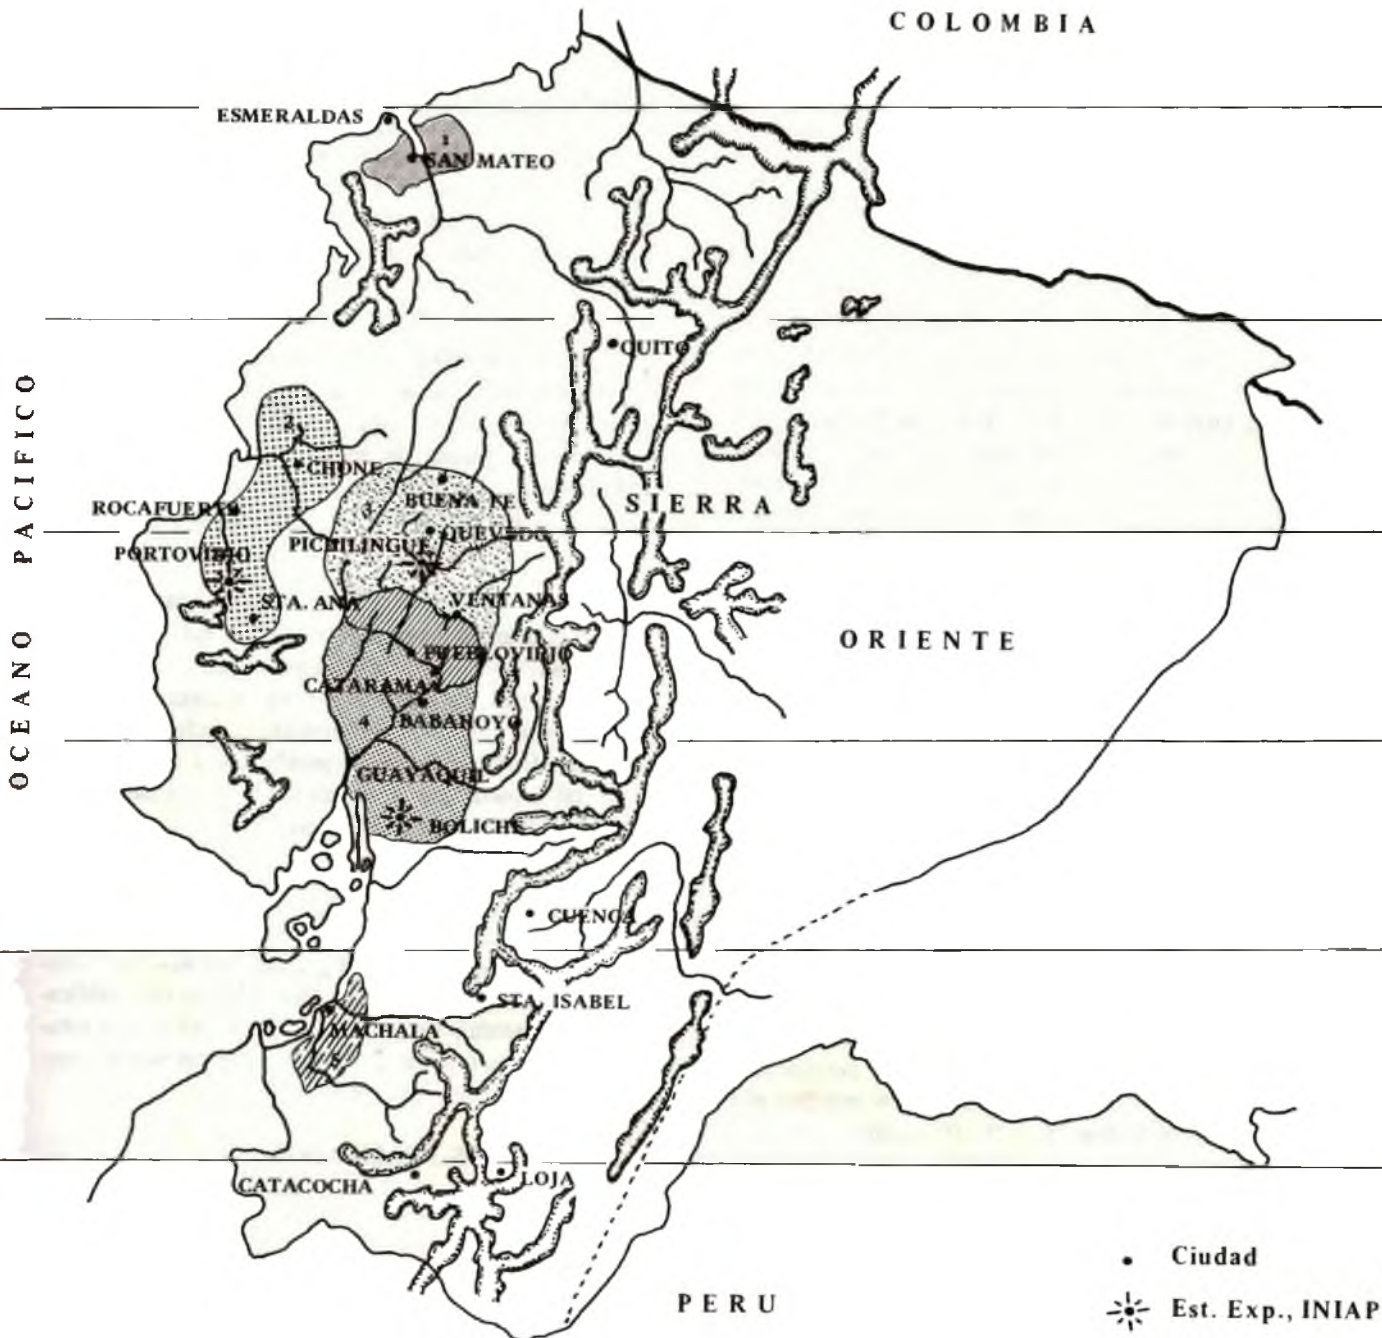 COLOMBIA
ESMERALDAS
1
SAN MATEO
QUITO
OCEANO PACIFICO
2
CHONE
3
BUENA FE
SIERRA
ROCAFUERTE
QUEVEDO
PICHILINGUE
PORTOVIEJO
STA. ANA
VENTANAS
ORIENTE
PUEBLOVIEJO
CATARAMA
4
BABAHOYO
GUAYAQUIL
BOLICHE
CUENCA
STA. ISABEL
MACHALA
5
CATACOCHA
LOJA
PERU
Ciudad
Est. Exp., INIAP